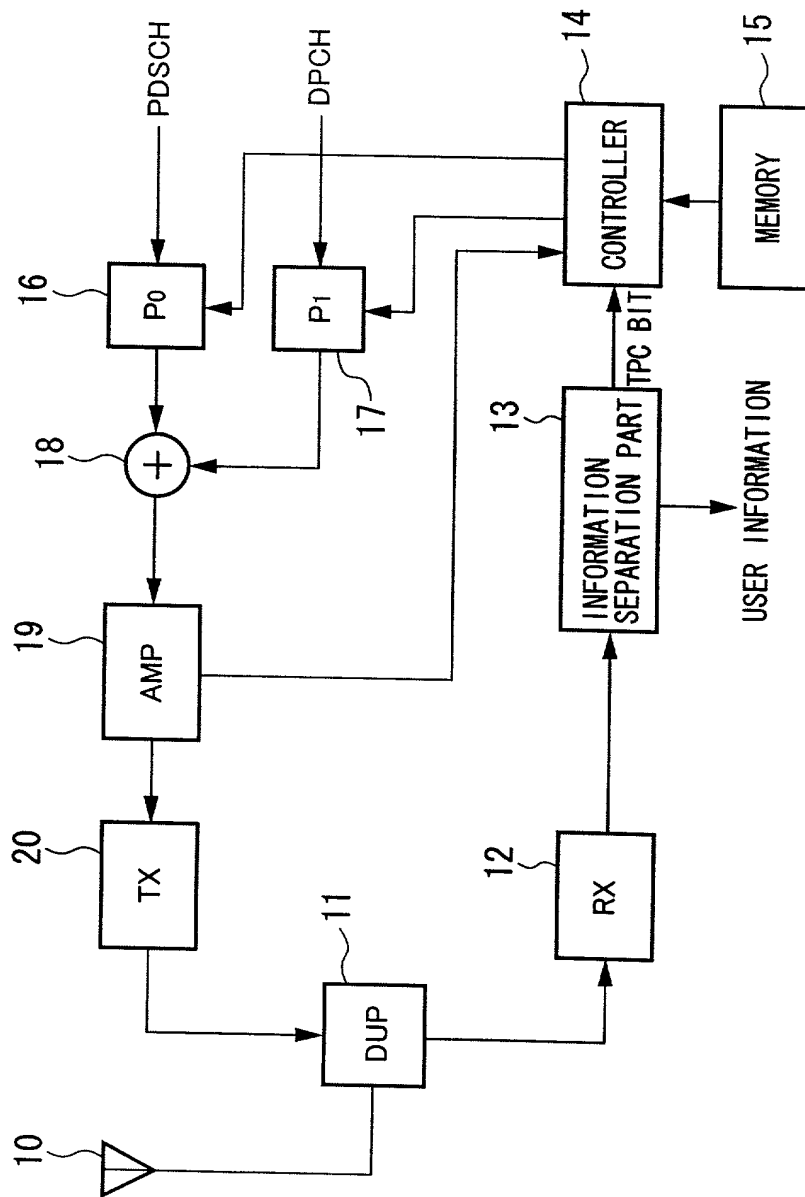 10
DUP
11
20
TX
19
AMP
18
+
16
P0
PDSCH
17
P1
DPCH
12
RX
13
INFORMATION
SEPARATION PART
TPC BIT
USER INFORMATION
14
CONTROLLER
15
MEMORY